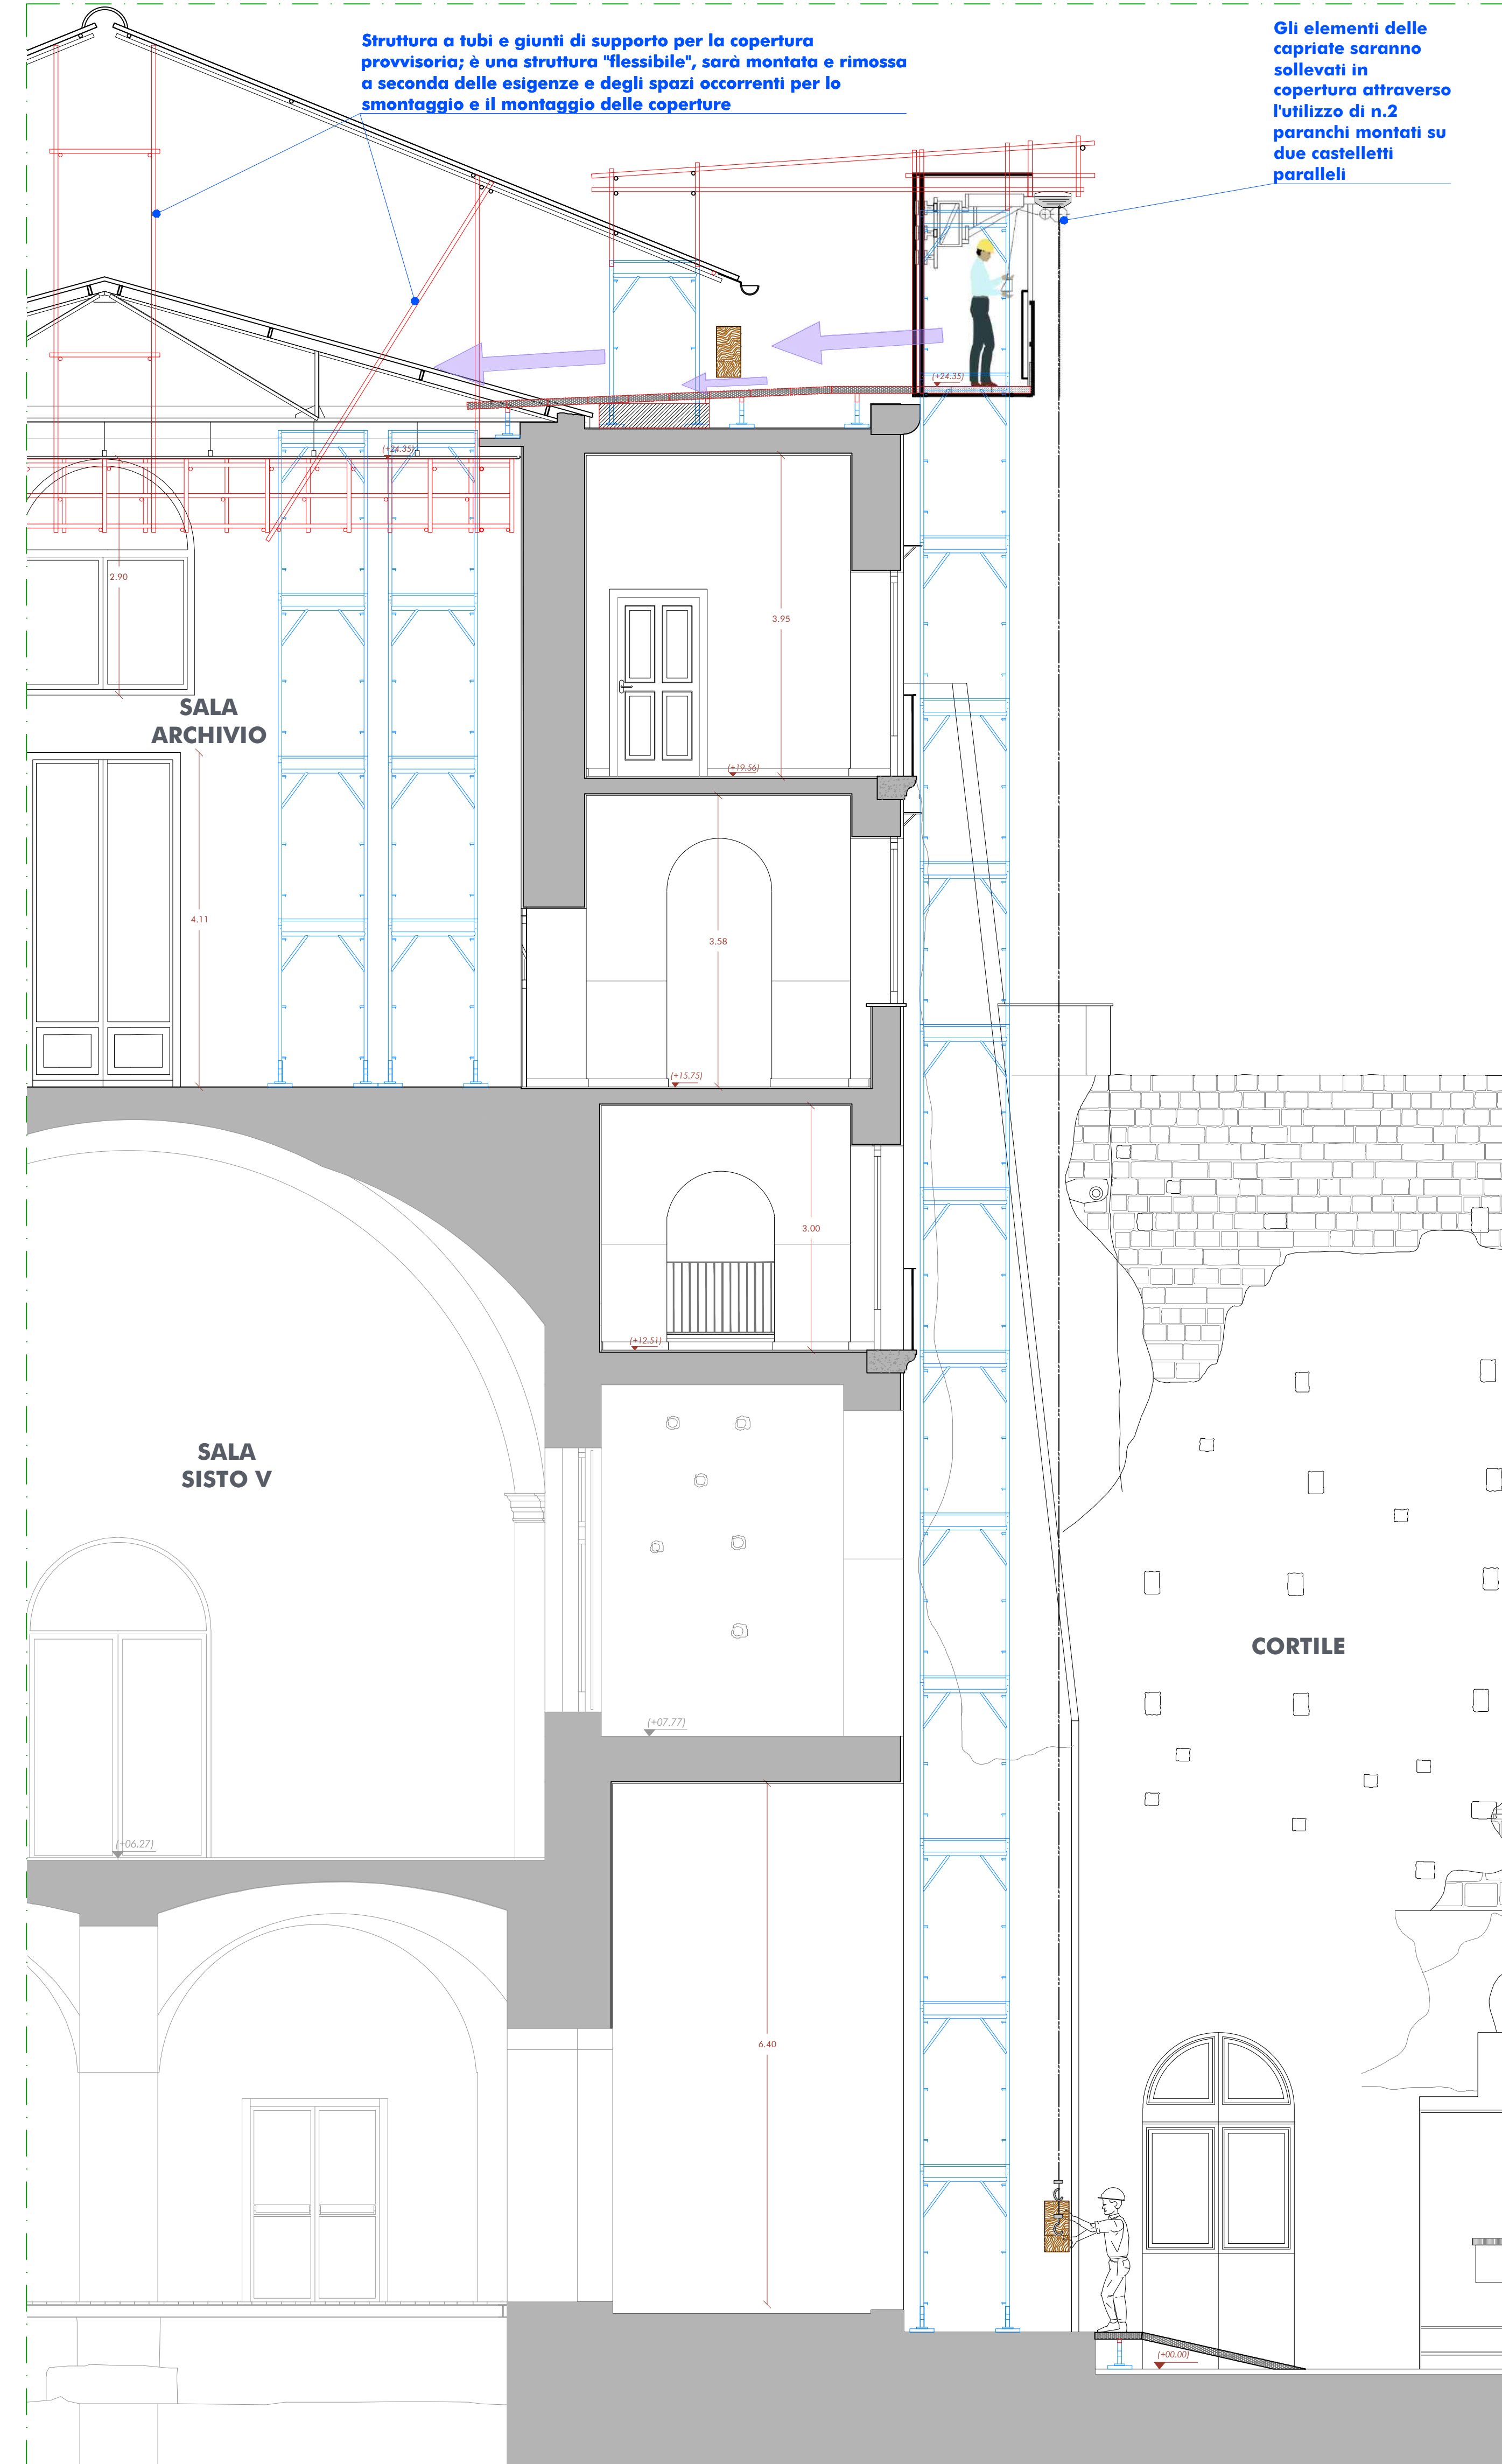 Struttura a tubi e giunti di supporto per la copertura
provvisoria; è una struttura "flessibile", sarà montata e rimossa
a seconda delle esigenze e degli spazi occorrenti per lo
smontaggio e il montaggio delle coperture
Gli elementi delle
capriate saranno
sollevati in
copertura attraverso
l'utilizzo di n.2
paranchi montati su
due castelletti
paralleli
(+24.35)
(+24.35)
2.90
3.95
SALA
ARCHIVIO
(+19.56)
4.11
3.58
(+15.75)
3.00
(+12.51)
SALA
SISTO V
CORTILE
(+07.77)
(+06.27)
6.40
(+00.00)